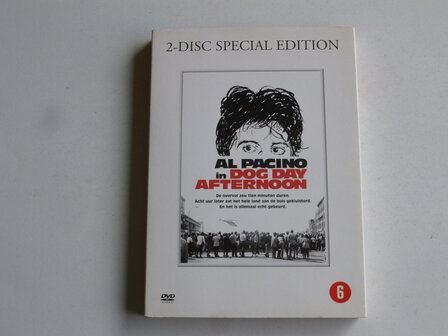 2-DISC SPECIAL EDITION
AL PACINO
in DOG DAY
AFTERNOON
De overval zou tien minuten duren.
Acht uur later zat het hele land aan de buis gekluisterd.
En het is allemaal echt gebeurd.
DVD
6